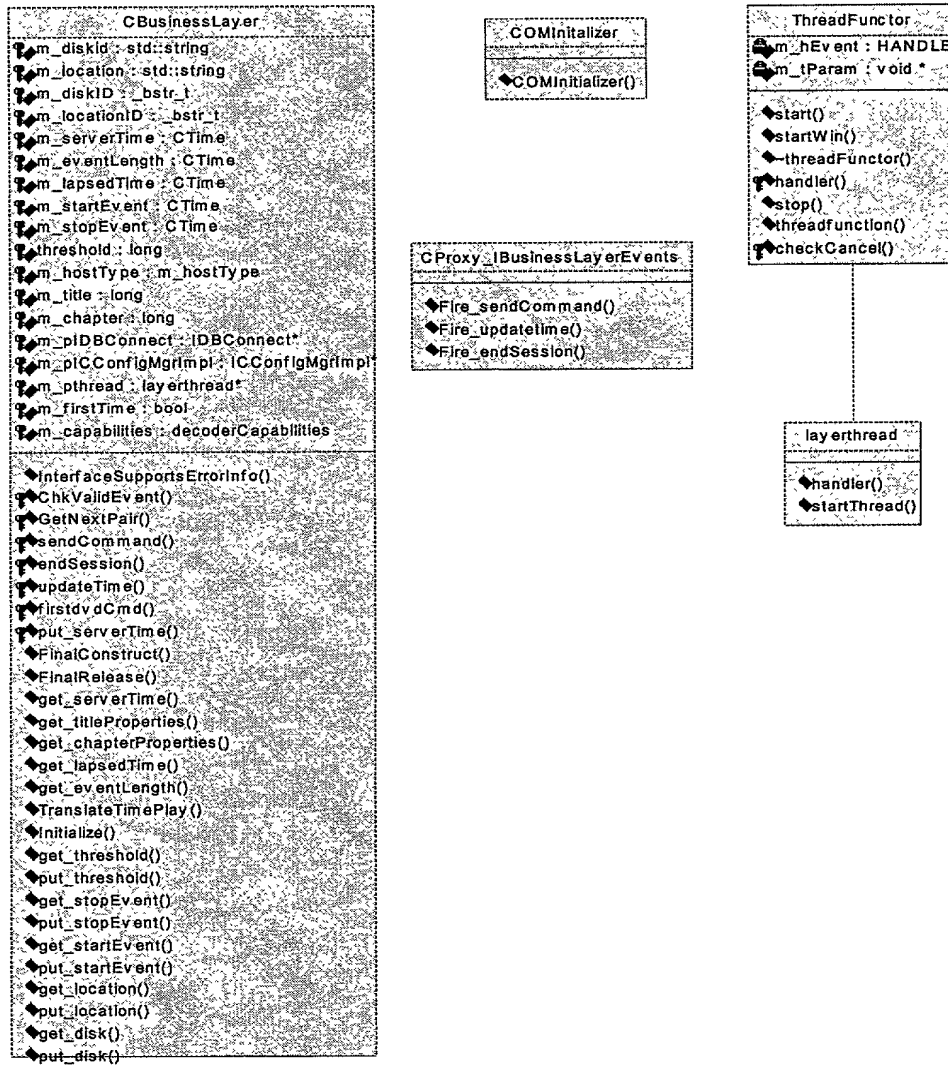 CBusinessLayer
m_diskid : std::string
m_location : std::string
m_diskID : _bstr_t
m_locationID : _bstr_t
m_serverTime : CTime
m_eventLength : CTime
m_lapsedTime : CTime
m_startEvent : CTime
m_stopEvent : CTime
threshold : long
m_hostType : m_hostType
m_title : long
m_chapter : long
m_pIDBConnect : IDBConnect*
m_pICConfigMgrImpl : ICConfigMgrImpl*
m_pthread : layerthread*
m_firstTime : bool
m_capabilities : decoderCapabilities
InterfaceSupportsErrorInfo()
ChkValidEvent()
GetNextPair()
sendCommand()
endSession()
updateTime()
firstdvdCmd()
put_serverTime()
FinalConstruct()
FinalRelease()
get_serverTime()
get_titleProperties()
get_chapterProperties()
get_lapsedTime()
get_eventLength()
TranslateTimePlay()
Initialize()
get_threshold()
put_threshold()
get_stopEvent()
put_stopEvent()
get_startEvent()
put_startEvent()
get_location()
put_location()
get_disk()
put_disk()
COMInitalizer
COMInitializer()
CProxy_IBusinessLayerEvents
Fire_sendCommand()
Fire_updatetime()
Fire_endSession()
ThreadFunctor
m_hEvent : HANDLE
m_tParam : void *
start()
startWin()
~threadFunctor()
handler()
stop()
threadfunction()
checkCancel()
layerthread
handler()
startThread()